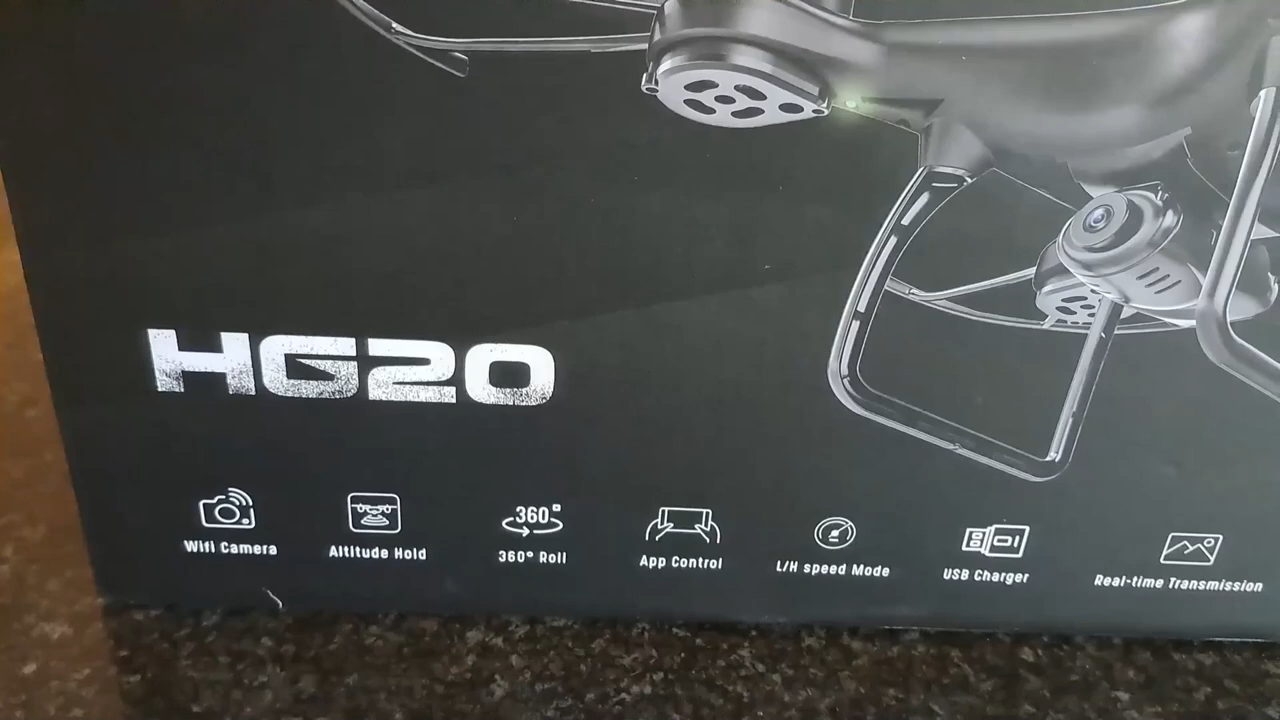 HG20
360°
Wifi Camera
Altitude Hold
360° Roll
App Control
L/H speed Mode
USB Charger
Real-time Transmission